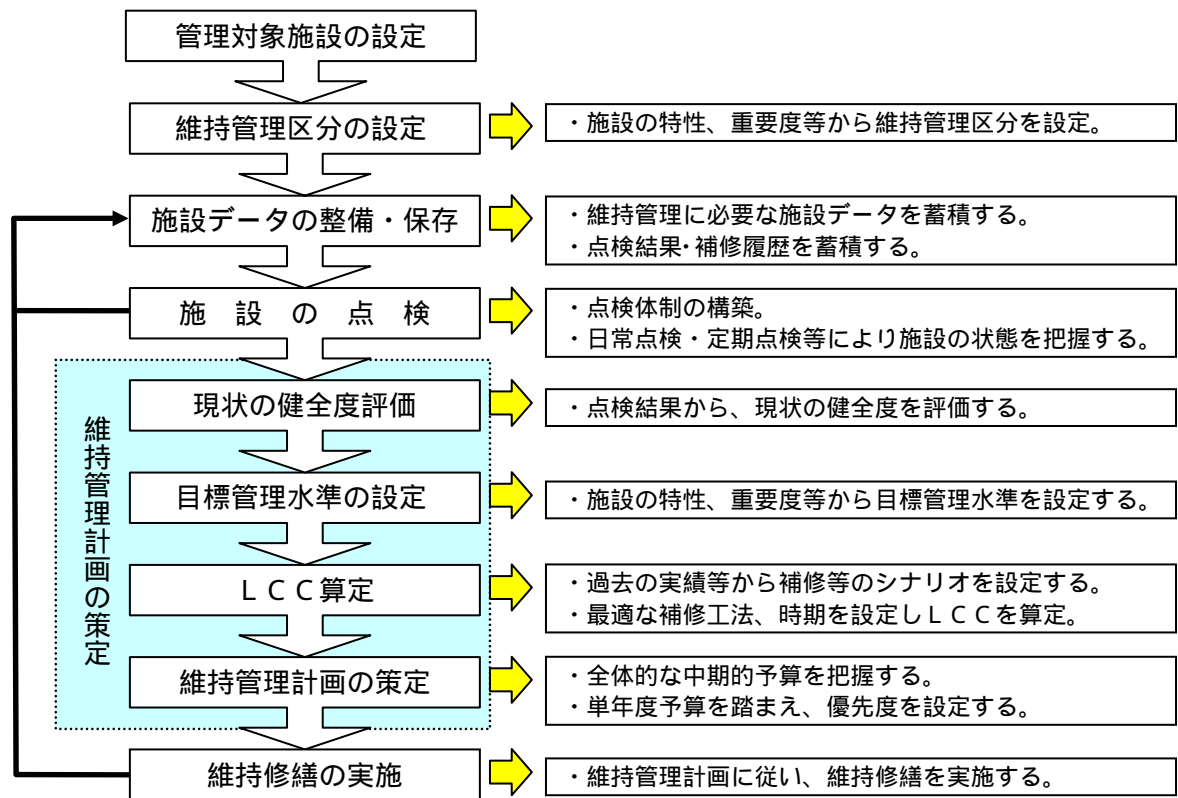 管理対象施設の設定
維持管理区分の設定
・施設の特性、重要度等から維持管理区分を設定。
施設データの整備・保存
・維持管理に必要な施設データを蓄積する。
・点検結果・補修履歴を蓄積する。
施　設　の　点　検
・点検体制の構築。
・日常点検・定期点検等により施設の状態を把握する。
維持管理計画の策定
現状の健全度評価
・点検結果から、現状の健全度を評価する。
目標管理水準の設定
・施設の特性、重要度等から目標管理水準を設定する。
ＬＣＣ算定
・過去の実績等から補修等のシナリオを設定する。
・最適な補修工法、時期を設定しＬＣＣを算定。
維持管理計画の策定
・全体的な中期的予算を把握する。
・単年度予算を踏まえ、優先度を設定する。
維持修繕の実施
・維持管理計画に従い、維持修繕を実施する。